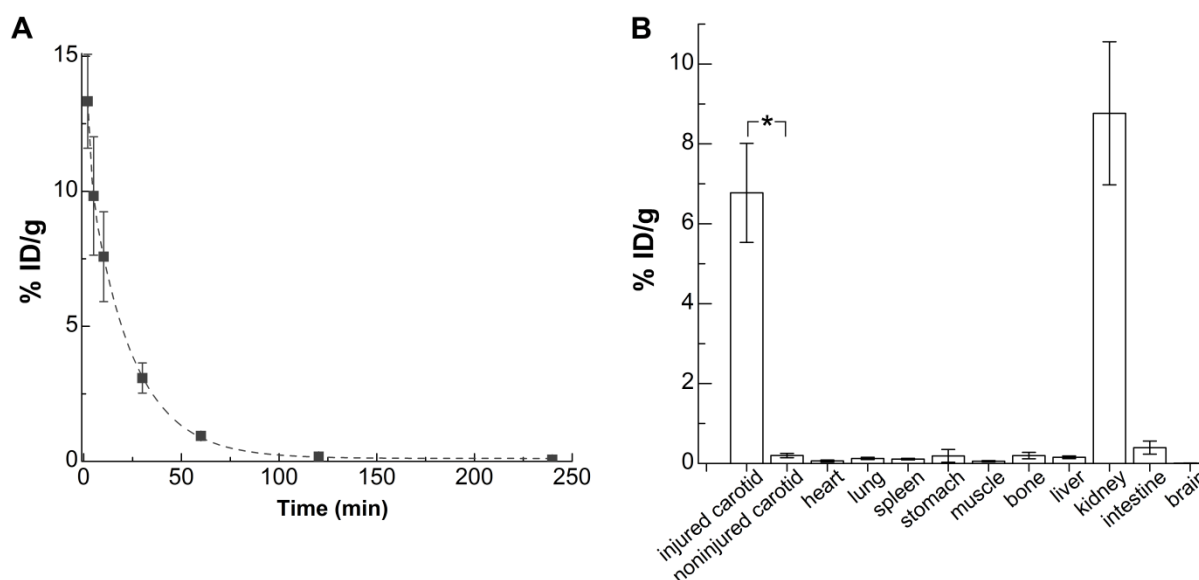 A
% ID/g
15
10
5
0
0
50
100
150
200
250
Time (min)
B
% ID/g
10
8
6
4
2
0
*
injured carotid
noninjured carotid
heart
lung
spleen
stomach
muscle
bone
liver
kidney
intestine
brain